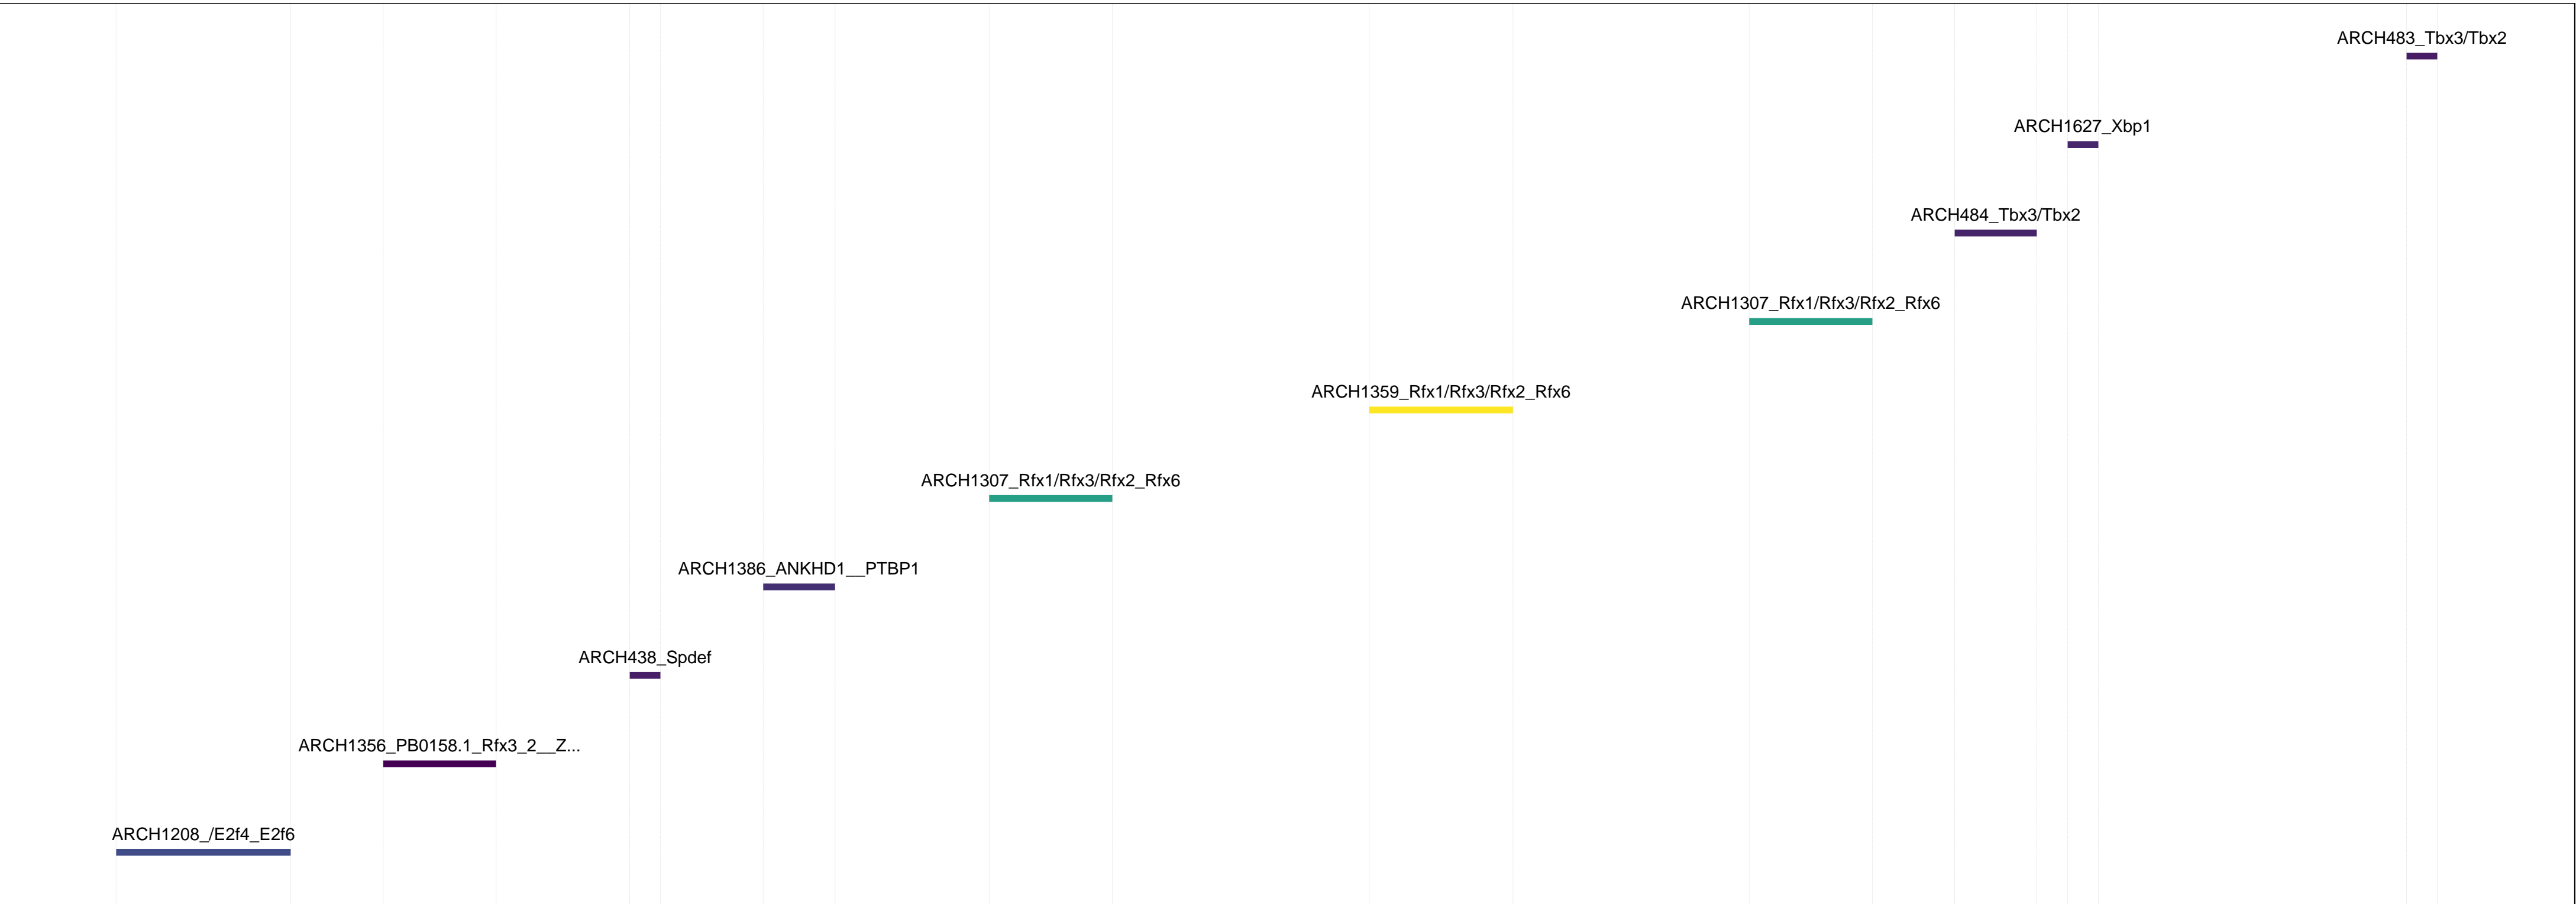 ARCH483_Tbx3/Tbx2
ARCH1627_Xbp1
ARCH484_Tbx3/Tbx2
ARCH1307_Rfx1/Rfx3/Rfx2_Rfx6
ARCH1359_Rfx1/Rfx3/Rfx2_Rfx6
ARCH1307_Rfx1/Rfx3/Rfx2_Rfx6
ARCH1386_ANKHD1__PTBP1
ARCH438_Spdef
ARCH1356_PB0158.1_Rfx3_2__Z...
ARCH1208_/E2f4_E2f6